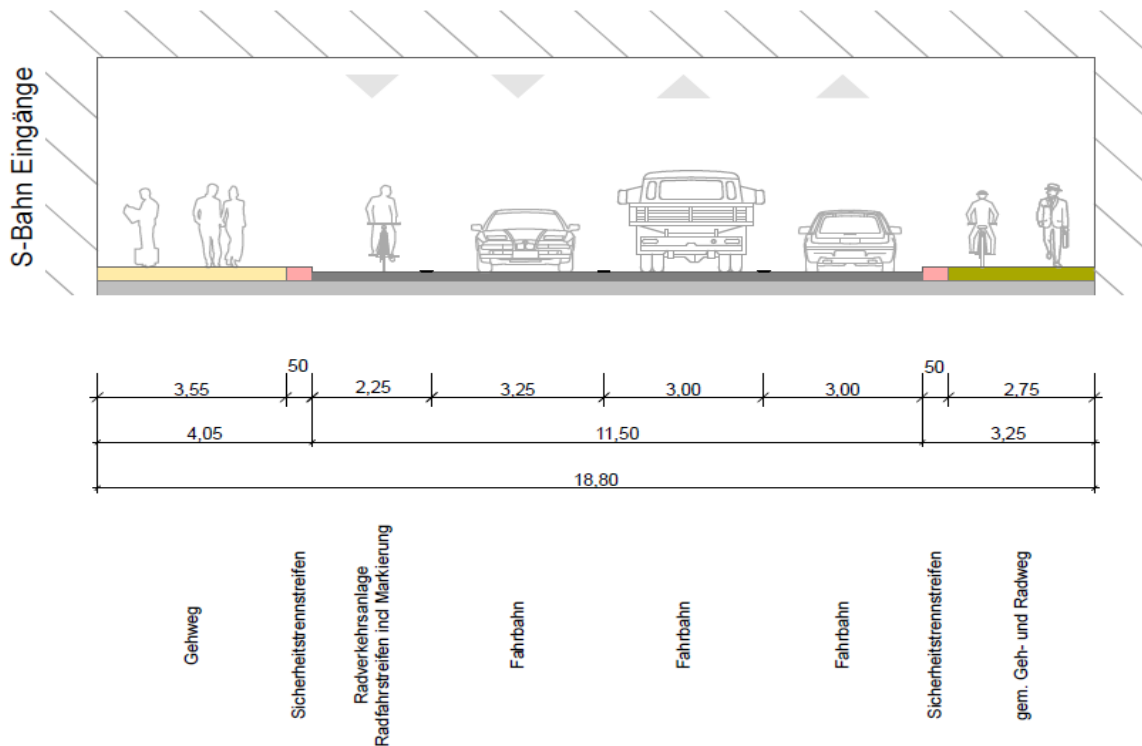 S-Bahn Eingänge
50
50
3,55
2,25
3,25
3,00
3,00
2,75
4,05
11,50
3,25
18,80
Gehweg
Sicherheitstrennstreifen
Radverkehrsanlage
Radfahrstreifen incl Markierung
Fahrbahn
Fahrbahn
Fahrbahn
Sicherheitstrennstreifen
gem. Geh- und Radweg